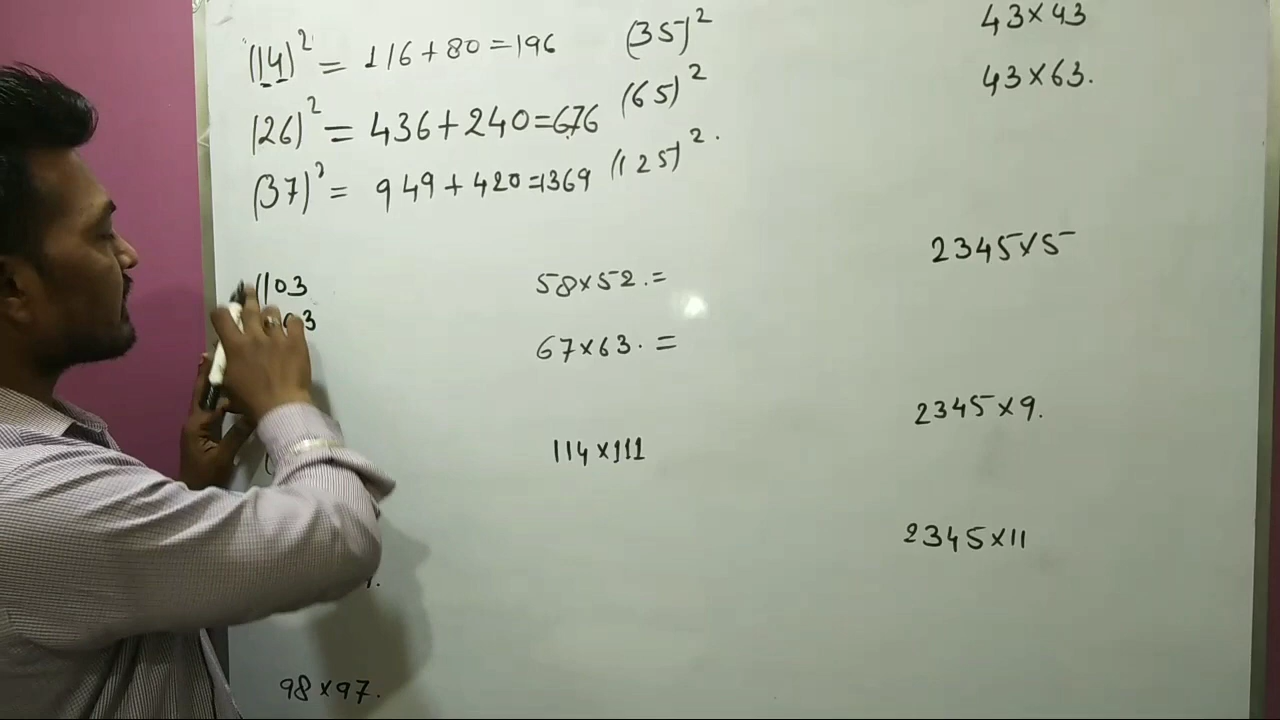 (14)² = 116+80=196 (35)² 43×43
(26)² = 436+240=676 (65)² 43×63.
(37)² = 949+420=1369 (125)².
58×52.= 2345×5
67×63.=
114×111 2345×9.
2345×11
98×97.